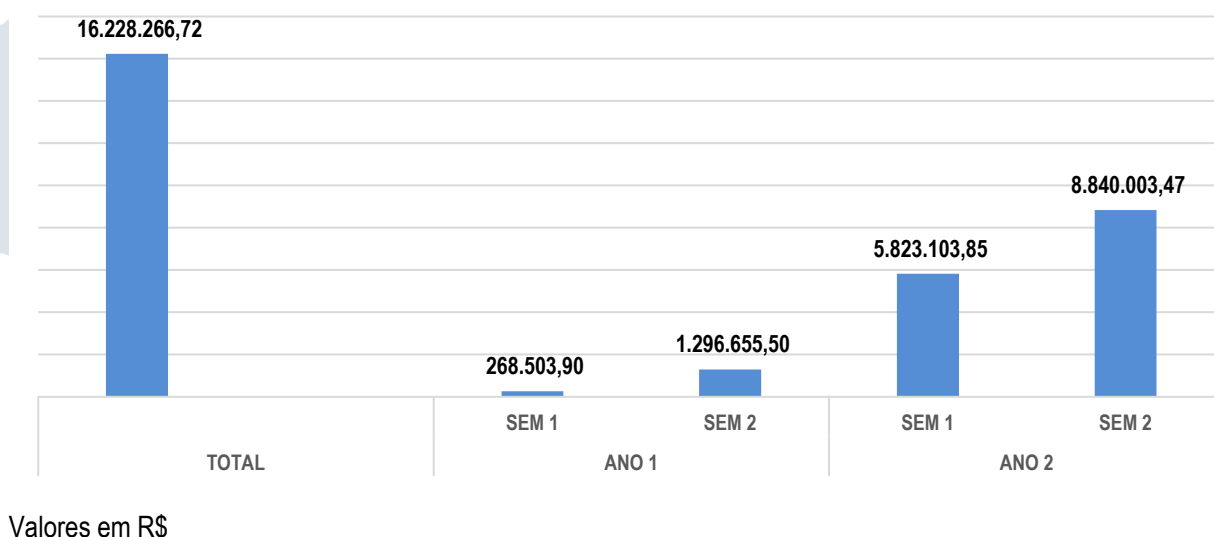 16.228.266,72
8.840.003,47
5.823.103,85
1.296.655,50
268.503,90
SEM 1 SEM 2 SEM 1 SEM 2
TOTAL ANO 1 ANO 2
Valores em R$